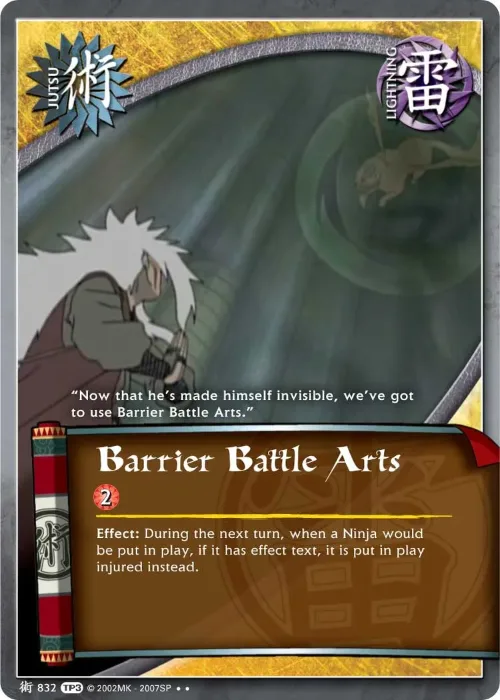 JUTSU
術
LIGHTNING
雷
“Now that he’s made himself invisible, we’ve got
to use Barrier Battle Arts.”
Barrier Battle Arts
2
術
Effect: During the next turn, when a Ninja would
be put in play, if it has effect text, it is put in play
injured instead.
術 832 TP3 © 2002MK · 2007SP